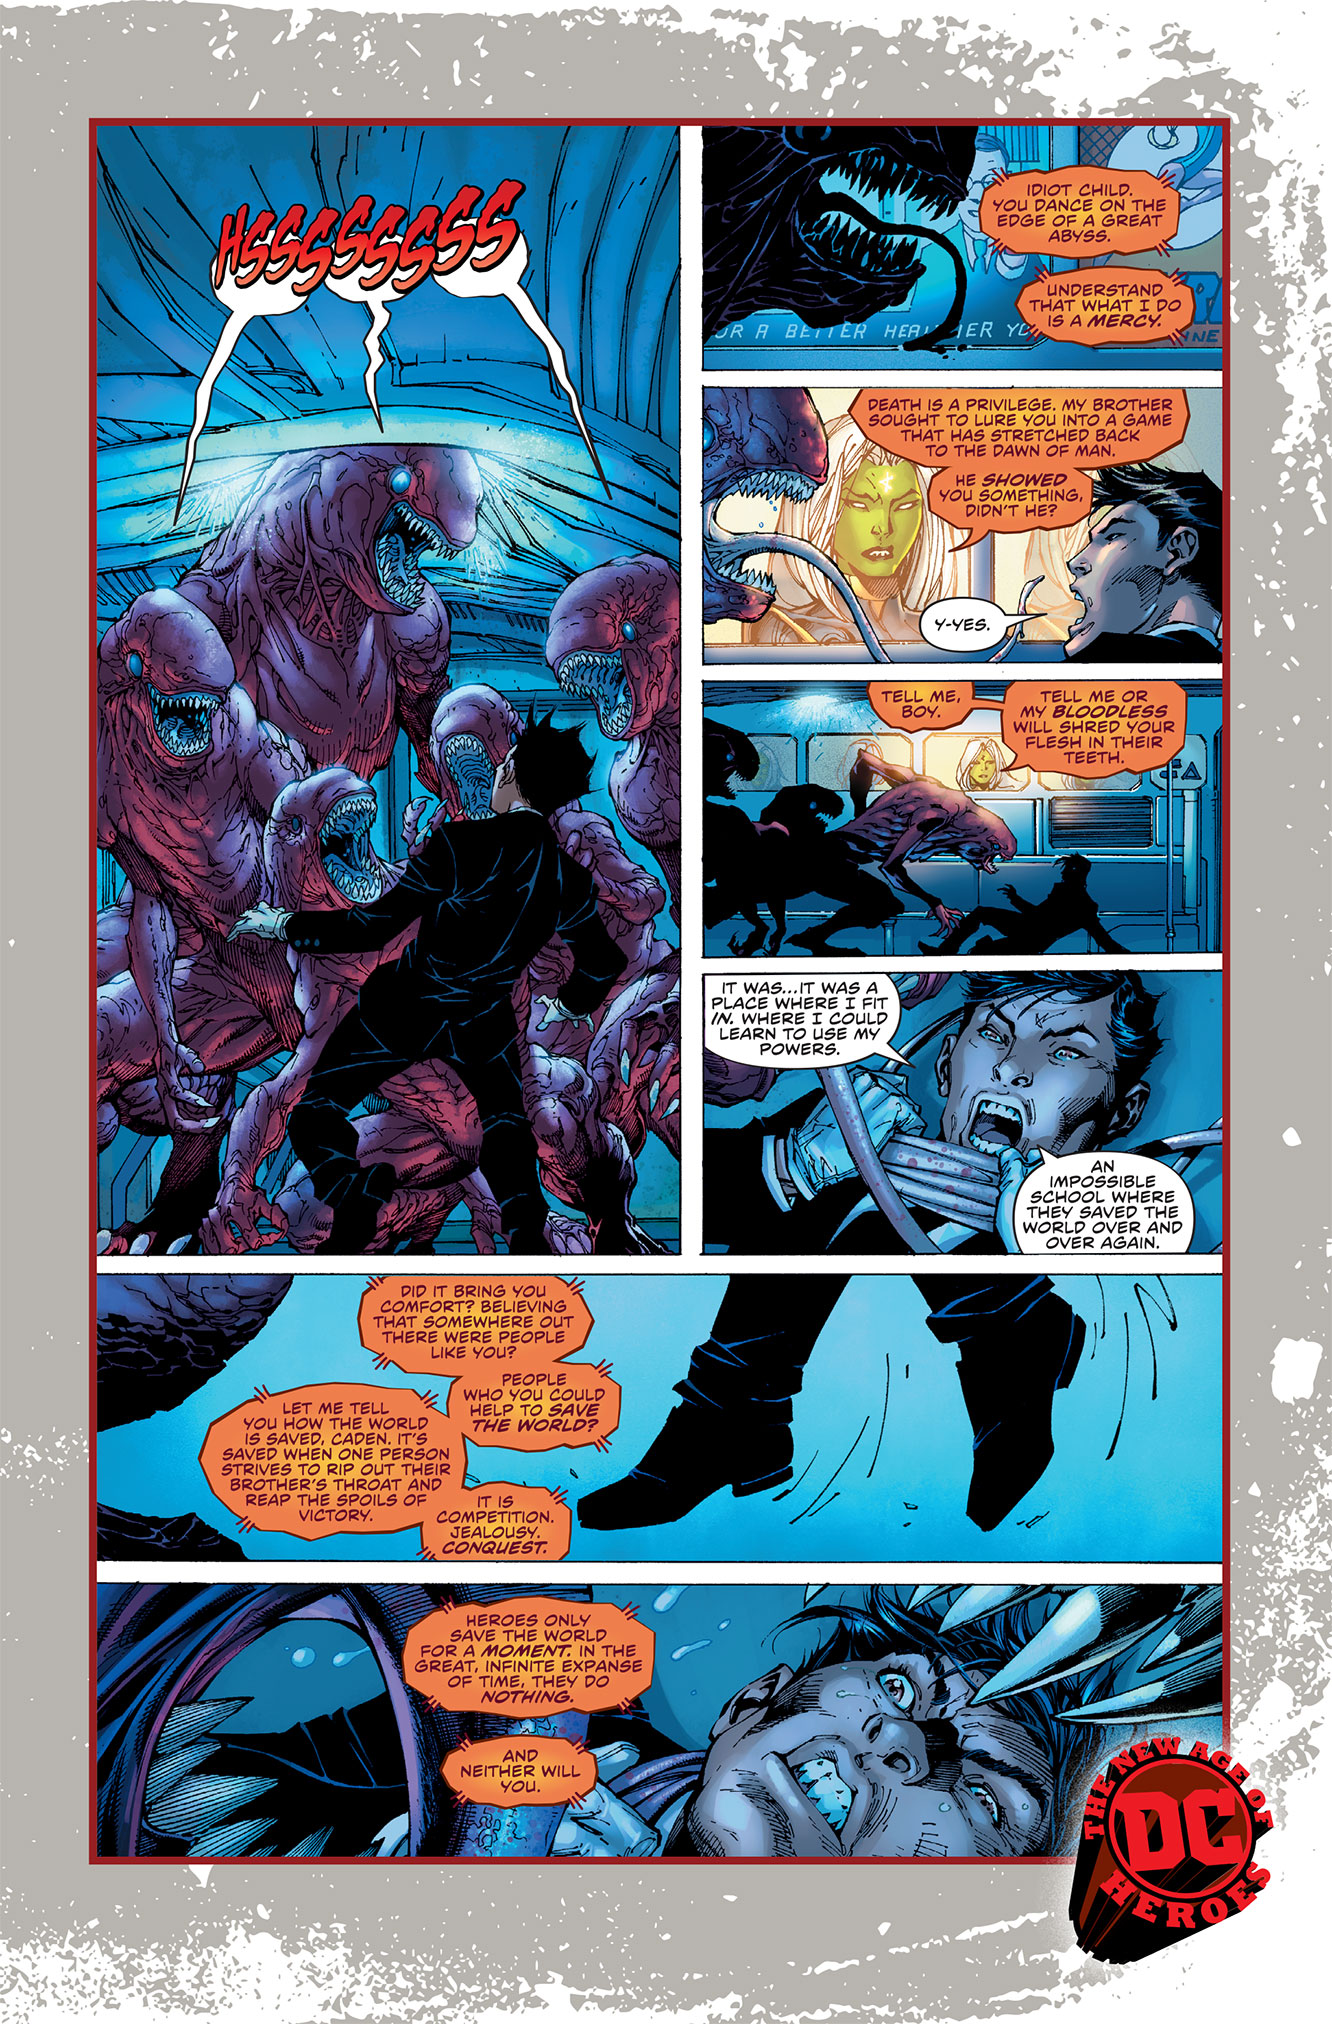 HSSSSSSSSS
IDIOT CHILD.
YOU DANCE ON THE
EDGE OF A GREAT
ABYSS.
UNDERSTAND
THAT WHAT I DO
IS A MERCY.
OR A BETTER
YO
NE
DEATH IS A PRIVILEGE. MY BROTHER
SOUGHT TO LURE YOU INTO A GAME
THAT HAS STRETCHED BACK
TO THE DAWN OF MAN.
HE SHOWED
YOU SOMETHING,
DIDN'T HE?
Y-YES.
TELL ME,
BOY.
TELL ME OR
MY BLOODLESS
WILL SHRED YOUR
FLESH IN THEIR
TEETH.
IT WAS...IT WAS A
PLACE WHERE I FIT
IN. WHERE I COULD
LEARN TO USE MY
POWERS.
AN
IMPOSSIBLE
SCHOOL WHERE
THEY SAVED THE
WORLD OVER AND
OVER AGAIN.
DID IT BRING YOU
COMFORT? BELIEVING
THAT SOMEWHERE OUT
THERE WERE PEOPLE
LIKE YOU?
PEOPLE
WHO YOU COULD
HELP TO SAVE
THE WORLD?
LET ME TELL
YOU HOW THE WORLD
IS SAVED, CADEN. IT'S
SAVED WHEN ONE PERSON
STRIVES TO RIP OUT THEIR
BROTHER'S THROAT AND
REAP THE SPOILS OF
VICTORY.
IT IS
COMPETITION.
JEALOUSY.
CONQUEST.
HEROES ONLY
SAVE THE WORLD
FOR A MOMENT. IN THE
GREAT, INFINITE EXPANSE
OF TIME, THEY DO
NOTHING.
AND
NEITHER WILL
YOU.
THE NEW AGE OF
DC
HEROES